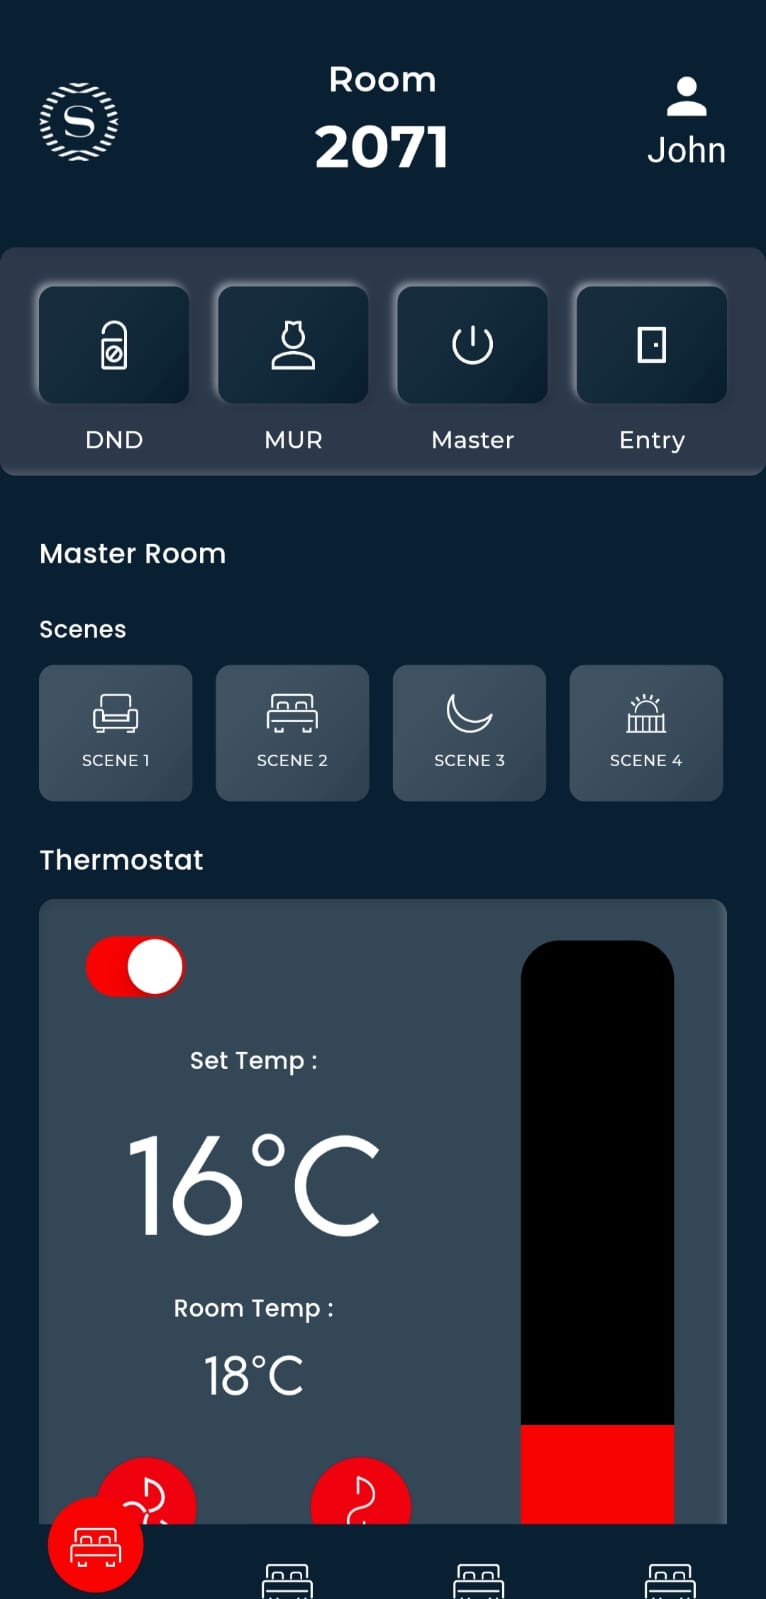 S
Room
2071
John
DND
MUR
Master
Entry
Master Room
Scenes
SCENE 1
SCENE 2
SCENE 3
SCENE 4
Thermostat
Set Temp :
16°C
Room Temp :
18°C